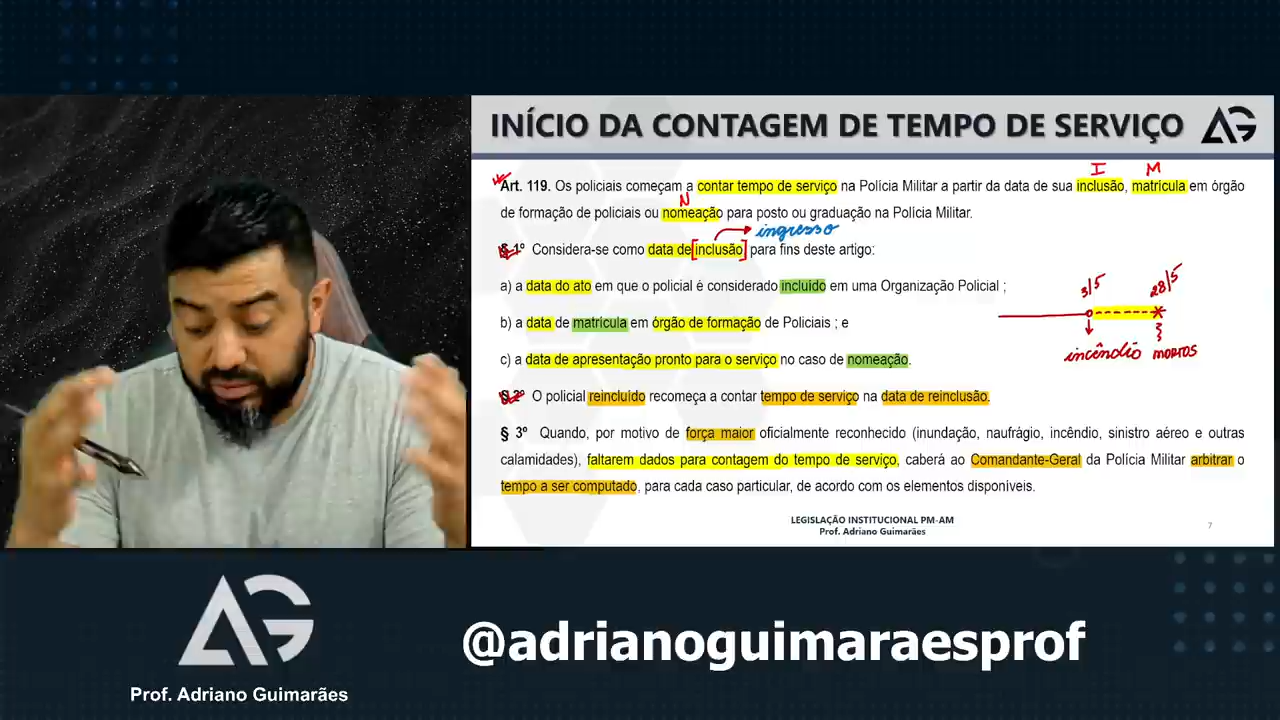 INÍCIO DA CONTAGEM DE TEMPO DE SERVIÇO
AG
I M
Art. 119. Os policiais começam a contar tempo de serviço na Polícia Militar a partir da data de sua inclusão, matrícula em órgão
N
de formação de policiais ou nomeação para posto ou graduação na Polícia Militar.
ingresso
§ 1º Considera-se como data de [inclusão] para fins deste artigo:
a) a data do ato em que o policial é considerado incluído em uma Organização Policial ;
3/5 28/5
b) a data de matrícula em órgão de formação de Policiais ; e
incêndio MORTOS
c) a data de apresentação pronto para o serviço no caso de nomeação.
§ 2º O policial reincluído recomeça a contar tempo de serviço na data de reinclusão.
§ 3º Quando, por motivo de força maior oficialmente reconhecido (inundação, naufrágio, incêndio, sinistro aéreo e outras
calamidades), faltarem dados para contagem do tempo de serviço, caberá ao Comandante-Geral da Polícia Militar arbitrar o
tempo a ser computado, para cada caso particular, de acordo com os elementos disponíveis.
LEGISLAÇÃO INSTITUCIONAL PM-AM
Prof. Adriano Guimarães
7
AG
Prof. Adriano Guimarães
@adrianoguimaraesprof